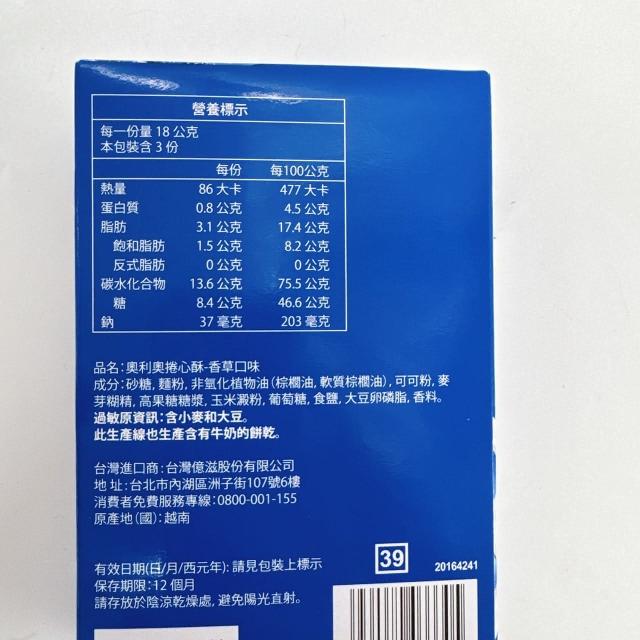 營養標示
每一份量 18 公克
本包裝含 3 份
每份 每100公克
熱量 86 大卡 477 大卡
蛋白質 0.8 公克 4.5 公克
脂肪 3.1 公克 17.4 公克
飽和脂肪 1.5 公克 8.2 公克
反式脂肪 0 公克 0 公克
碳水化合物 13.6 公克 75.5 公克
糖 8.4 公克 46.6 公克
鈉 37 毫克 203 毫克
品名：奧利奧捲心酥-香草口味
成分：砂糖, 麵粉, 非氫化植物油（棕櫚油, 軟質棕櫚油）, 可可粉, 麥
芽糊精, 高果糖糖漿, 玉米澱粉, 葡萄糖, 食鹽, 大豆卵磷脂, 香料。
過敏原資訊：含小麥和大豆。
此生產線也生產含有牛奶的餅乾。
台灣進口商：台灣億滋股份有限公司
地 址：台北市內湖區洲子街107號6樓
消費者免費服務專線：0800-001-155
原產地（國）：越南
有效日期(日/月/西元年): 請見包裝上標示
保存期限：12 個月
請存放於陰涼乾燥處, 避免陽光直射。
39
20164241